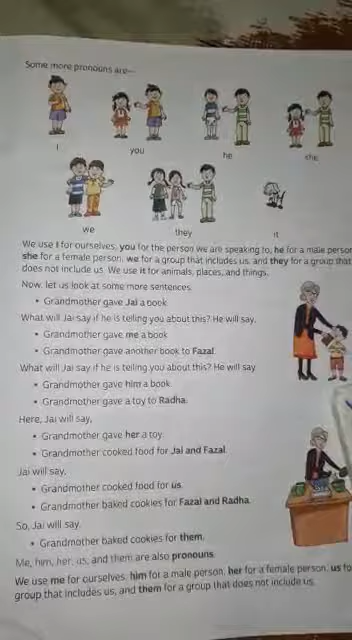 Some more pronouns are—
I
you
he
she
we
they
it
We use I for ourselves, you for the person we are speaking to, he for a male person
she for a female person, we for a group that includes us, and they for a group that
does not include us. We use it for animals, places, and things.
Now, let us look at some more sentences.
• Grandmother gave Jai a book.
What will Jai say if he is telling you about this? He will say,
• Grandmother gave me a book.
• Grandmother gave another book to Fazal.
What will Jai say if he is telling you about this? He will say
• Grandmother gave him a book.
• Grandmother gave a toy to Radha.
Here, Jai will say,
• Grandmother gave her a toy.
• Grandmother cooked food for Jai and Fazal.
Jai will say,
• Grandmother cooked food for us.
• Grandmother baked cookies for Fazal and Radha.
So, Jai will say,
• Grandmother baked cookies for them.
Me, him, her, us, and them are also pronouns.
We use me for ourselves, him for a male person, her for a female person, us fo
group that includes us, and them for a group that does not include us.